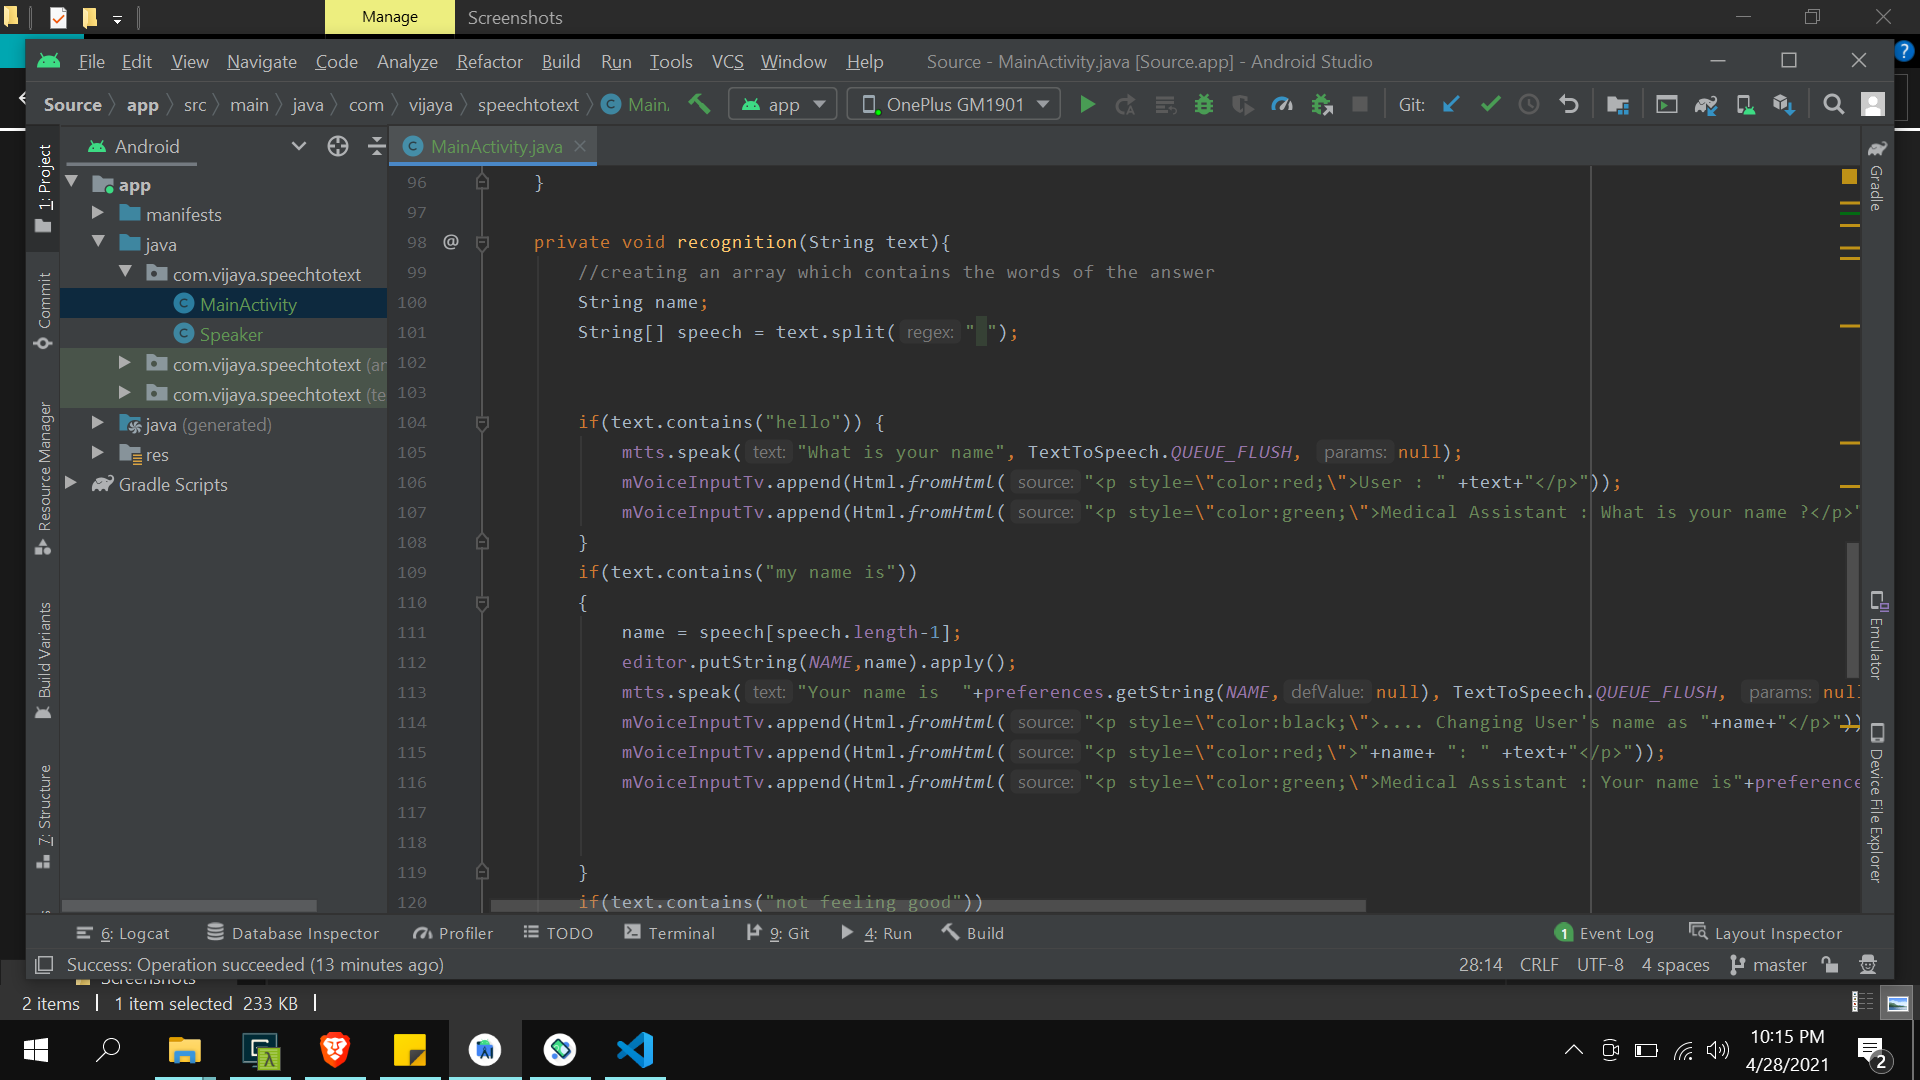 Manage Screenshots
File Edit View Navigate Code Analyze Refactor Build Run Tools VCS Window Help Source - MainActivity.java [Source.app] - Android Studio
Source app src main java com vijaya speechtotext Main. app OnePlus GM1901 Git:
Android
MainActivity.java
1: Project
Commit
Resource Manager
Build Variants
7: Structure
app
manifests
java
com.vijaya.speechtotext
MainActivity
Speaker
com.vijaya.speechtotext (ar
com.vijaya.speechtotext (te
java (generated)
res
Gradle Scripts
96 }
97
98 @ private void recognition(String text){
99 //creating an array which contains the words of the answer
100 String name;
101 String[] speech = text.split( regex: " ");
102
103
104 if(text.contains("hello")) {
105 mtts.speak( text: "What is your name", TextToSpeech.QUEUE_FLUSH, params: null);
106 mVoiceInputTv.append(Html.fromHtml( source: "<p style=\"color:red;\">User : " +text+"</p>"));
107 mVoiceInputTv.append(Html.fromHtml( source: "<p style=\"color:green;\">Medical Assistant : What is your name ?</p>"
108 }
109 if(text.contains("my name is"))
110 {
111 name = speech[speech.length-1];
112 editor.putString(NAME,name).apply();
113 mtts.speak( text: "Your name is  "+preferences.getString(NAME, defValue: null), TextToSpeech.QUEUE_FLUSH, params: null
114 mVoiceInputTv.append(Html.fromHtml( source: "<p style=\"color:black;\">.... Changing User's name as "+name+"</p>"))
115 mVoiceInputTv.append(Html.fromHtml( source: "<p style=\"color:red;\">"+name+ ": " +text+"</p>"));
116 mVoiceInputTv.append(Html.fromHtml( source: "<p style=\"color:green;\">Medical Assistant : Your name is"+preference
117
118
119 }
120 if(text.contains("not feeling good"))
Gradle
Emulator
Device File Explorer
6: Logcat Database Inspector Profiler TODO Terminal 9: Git 4: Run Build 1 Event Log Layout Inspector
Success: Operation succeeded (13 minutes ago) 28:14 CRLF UTF-8 4 spaces master
Screenshots
2 items 1 item selected 233 KB
10:15 PM
4/28/2021
2